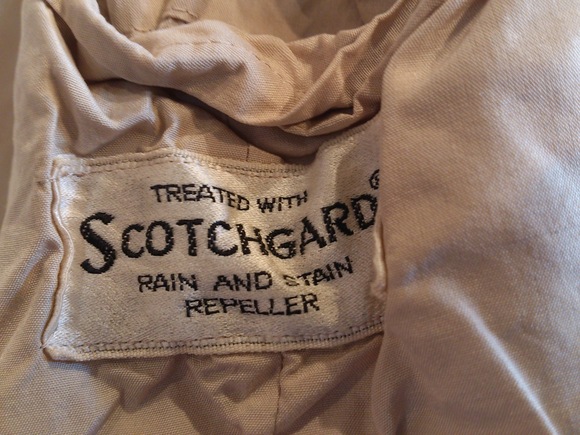 TREATED WITH
SCOTCHGARD®
RAIN AND STAIN
REPELLER